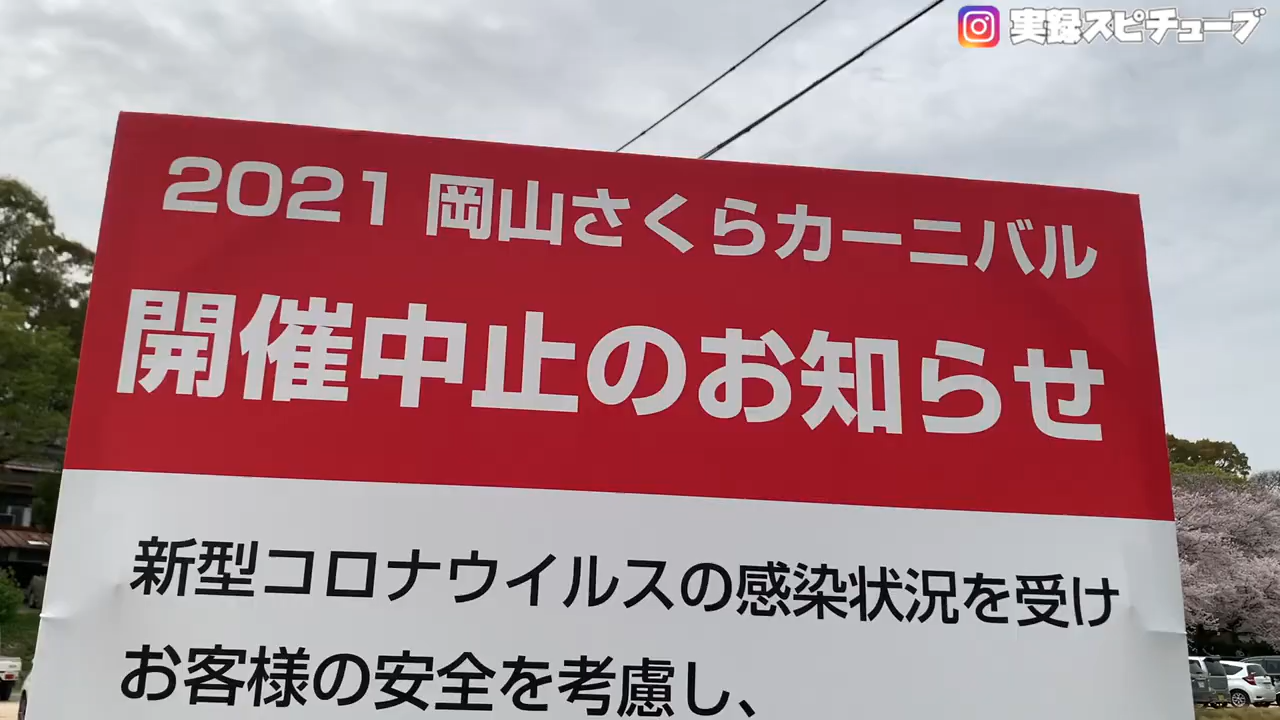 実録スピチューブ
2021 岡山さくらカーニバル
開催中止のお知らせ
新型コロナウイルスの感染状況を受け
お客様の安全を考慮し、